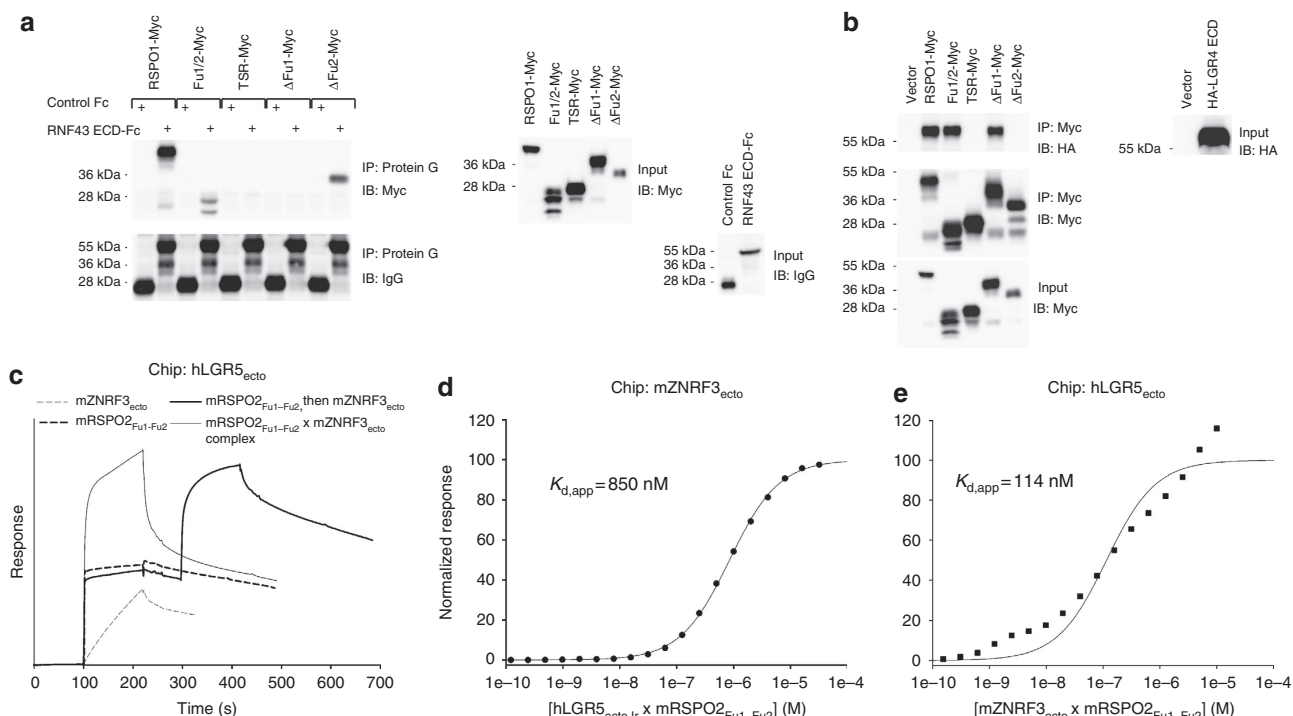 a
RSPO1-Myc
Fu1/2-Myc
TSR-Myc
ΔFu1-Myc
ΔFu2-Myc
Control Fc
+ + + + +
RNF43 ECD-Fc
+ + + + +
36 kDa
28 kDa
IP: Protein G
IB: Myc
55 kDa
36 kDa
28 kDa
IP: Protein G
IB: IgG
RSPO1-Myc
Fu1/2-Myc
TSR-Myc
ΔFu1-Myc
ΔFu2-Myc
36 kDa
28 kDa
Input
IB: Myc
Control Fc
RNF43 ECD-Fc
55 kDa
36 kDa
28 kDa
Input
IB: IgG
b
Vector
RSPO1-Myc
Fu1/2-Myc
TSR-Myc
ΔFu1-Myc
ΔFu2-Myc
55 kDa
IP: Myc
IB: HA
55 kDa
36 kDa
28 kDa
IP: Myc
IB: Myc
55 kDa
36 kDa
28 kDa
Input
IB: Myc
Vector
HA-LGR4 ECD
55 kDa
Input
IB: HA
c
Chip: hLGR5ecto
mZNRF3ecto
mRSPO2Fu1-Fu2
mRSPO2Fu1–Fu2, then mZNRF3ecto
mRSPO2Fu1–Fu2 x mZNRF3ecto
complex
Response
0 100 200 300 400 500 600 700
Time (s)
d
Chip: mZNRF3ecto
Kd,app = 850 nM
Normalized response
120
100
80
60
40
20
0
1e–10 1e–9 1e–8 1e–7 1e–6 1e–5 1e–4
[hLGR5ecto,lr x mRSPO2Fu1–Fu2] (M)
e
Chip: hLGR5ecto
Kd,app = 114 nM
120
100
80
60
40
20
0
1e–10 1e–9 1e–8 1e–7 1e–6 1e–5 1e–4
[mZNRF3ecto x mRSPO2Fu1–Fu2] (M)